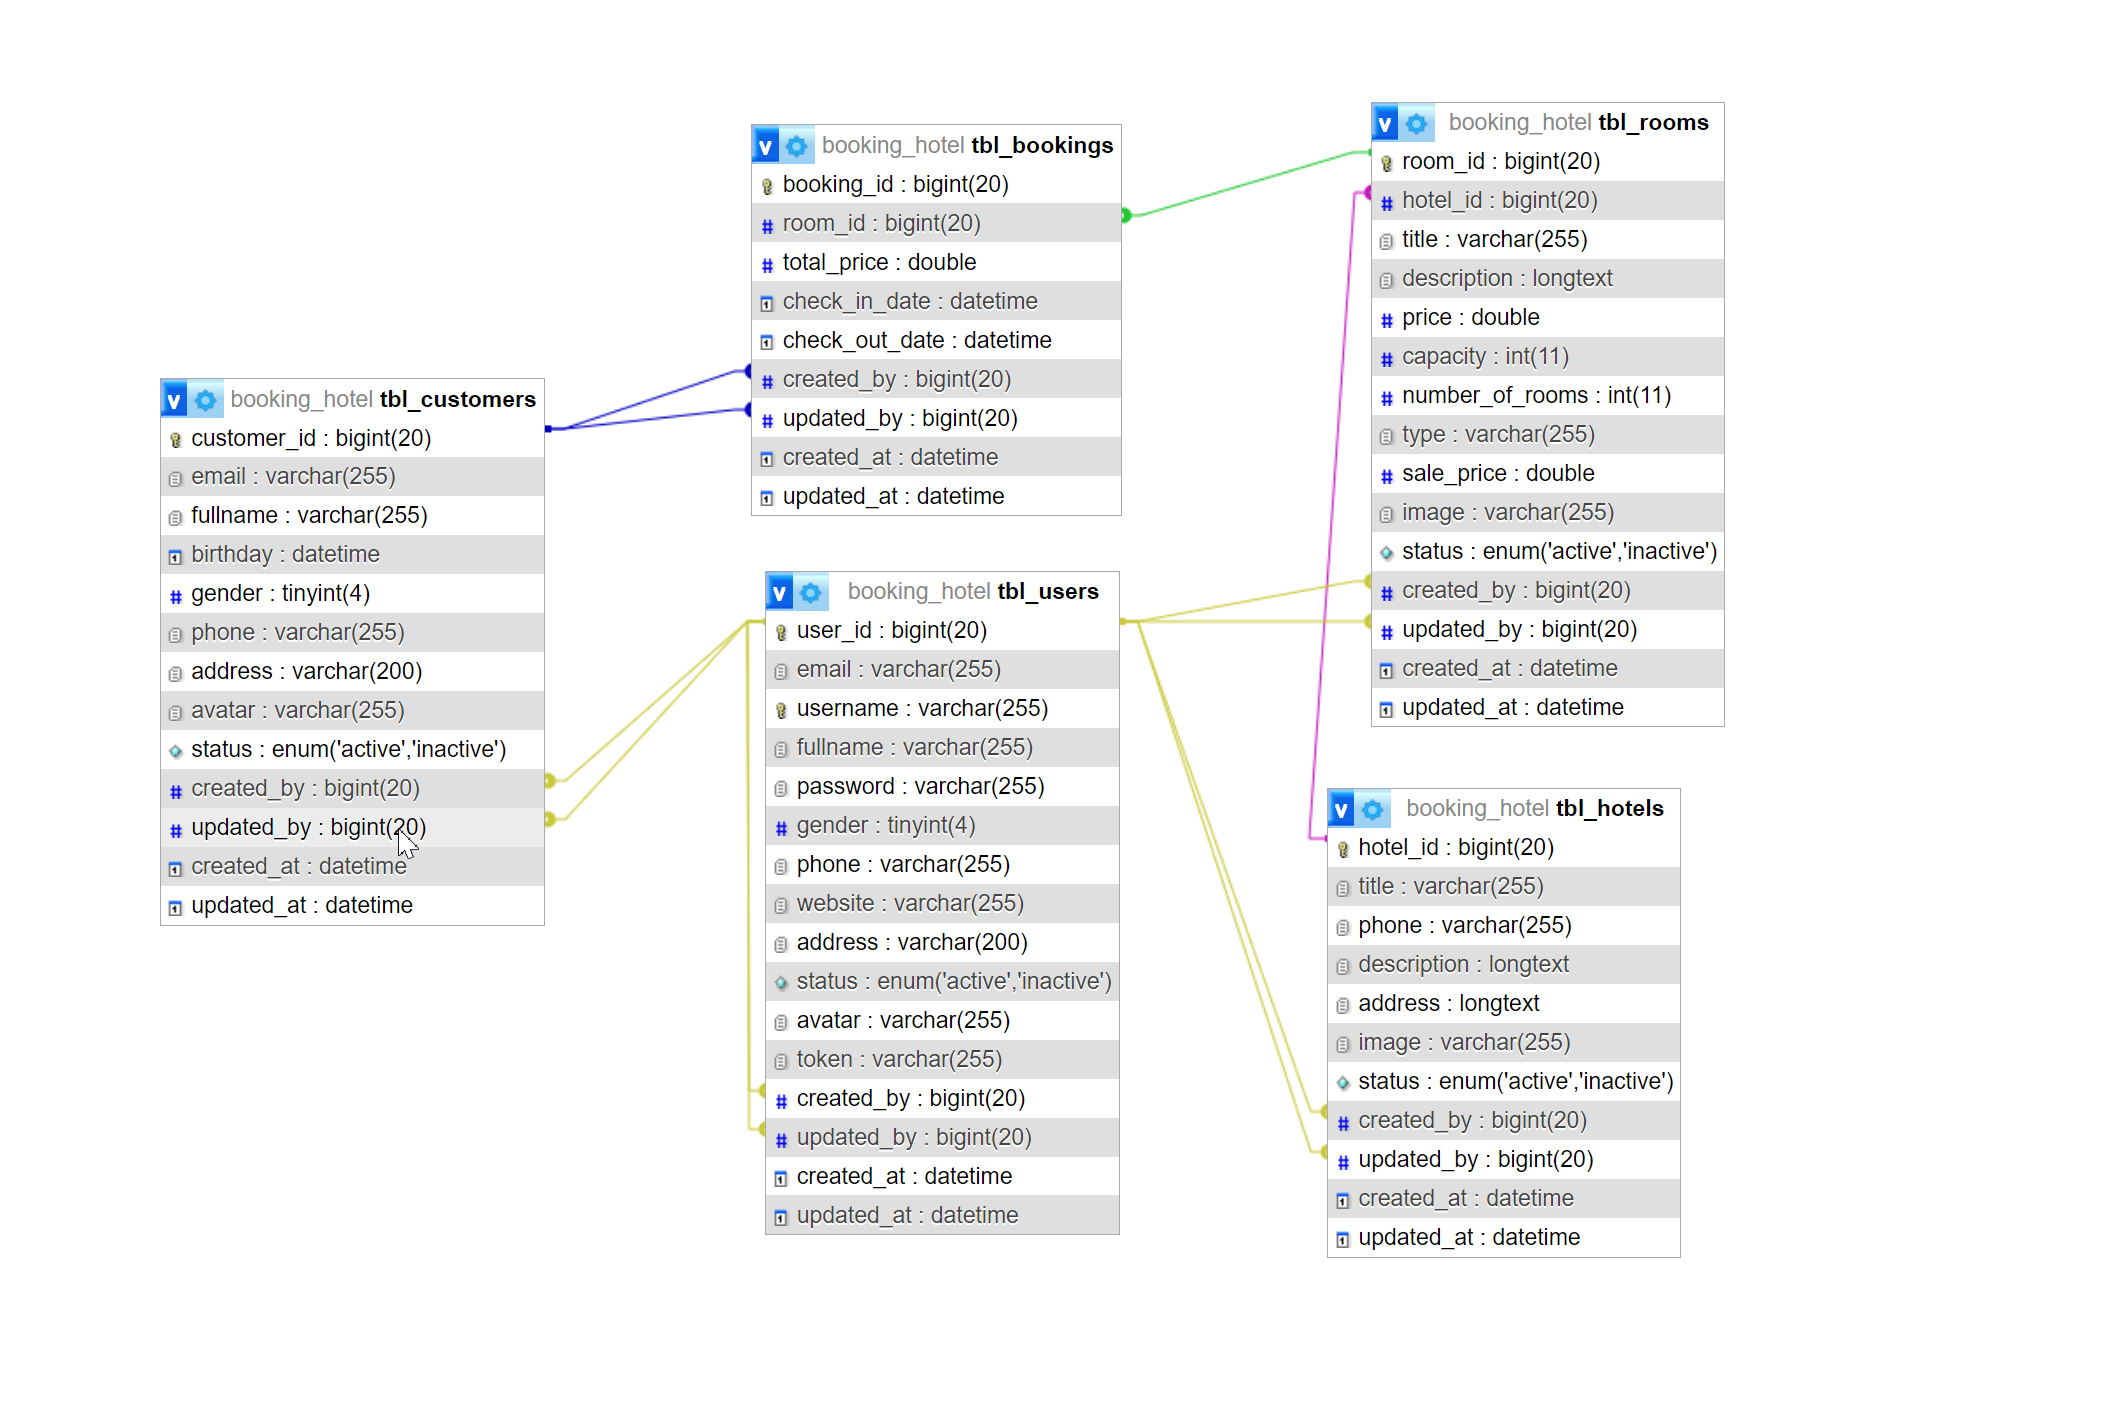 booking_hotel tbl_customers
customer_id : bigint(20)
email : varchar(255)
fullname : varchar(255)
birthday : datetime
gender : tinyint(4)
phone : varchar(255)
address : varchar(200)
avatar : varchar(255)
status : enum('active','inactive')
created_by : bigint(20)
updated_by : bigint(20)
created_at : datetime
updated_at : datetime
booking_hotel tbl_bookings
booking_id : bigint(20)
room_id : bigint(20)
total_price : double
check_in_date : datetime
check_out_date : datetime
created_by : bigint(20)
updated_by : bigint(20)
created_at : datetime
updated_at : datetime
booking_hotel tbl_users
user_id : bigint(20)
email : varchar(255)
username : varchar(255)
fullname : varchar(255)
password : varchar(255)
gender : tinyint(4)
phone : varchar(255)
website : varchar(255)
address : varchar(200)
status : enum('active','inactive')
avatar : varchar(255)
token : varchar(255)
created_by : bigint(20)
updated_by : bigint(20)
created_at : datetime
updated_at : datetime
booking_hotel tbl_rooms
room_id : bigint(20)
hotel_id : bigint(20)
title : varchar(255)
description : longtext
price : double
capacity : int(11)
number_of_rooms : int(11)
type : varchar(255)
sale_price : double
image : varchar(255)
status : enum('active','inactive')
created_by : bigint(20)
updated_by : bigint(20)
created_at : datetime
updated_at : datetime
booking_hotel tbl_hotels
hotel_id : bigint(20)
title : varchar(255)
phone : varchar(255)
description : longtext
address : longtext
image : varchar(255)
status : enum('active','inactive')
created_by : bigint(20)
updated_by : bigint(20)
created_at : datetime
updated_at : datetime